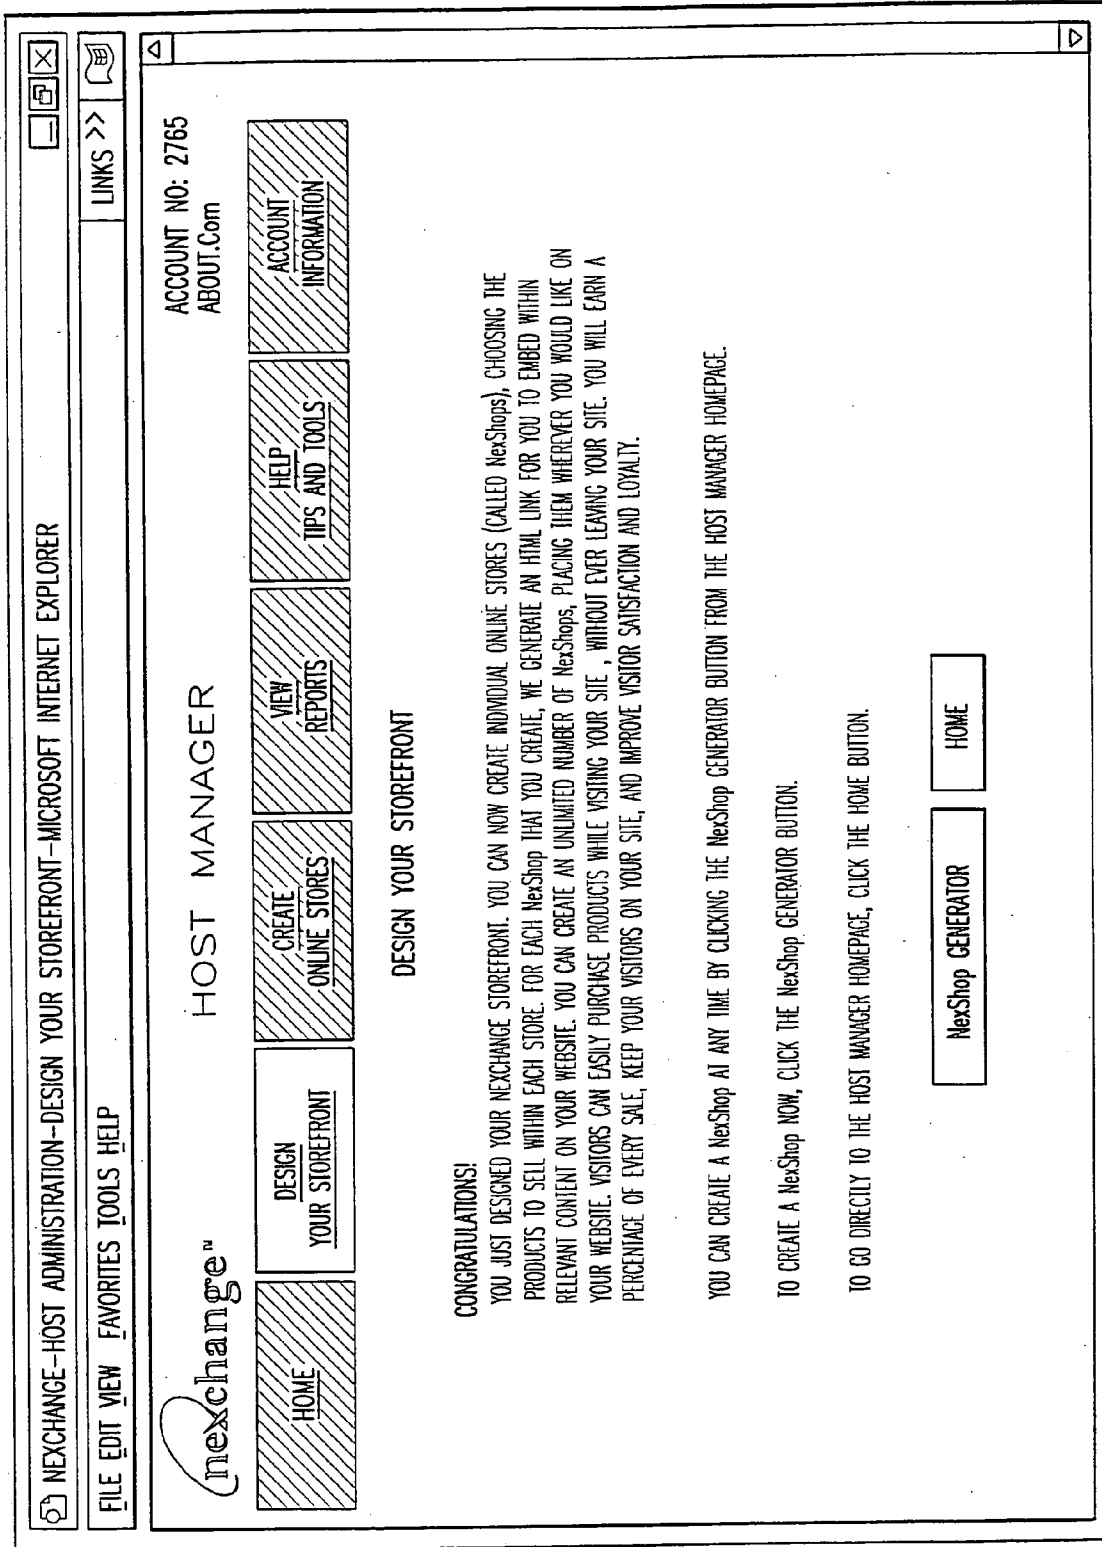 NEXCHANGE-HOST ADMINISTRATION-DESIGN YOUR STOREFRONT-MICROSOFT INTERNET EXPLORER
FILE EDIT VIEW FAVORITES TOOLS HELP
LINKS >>
nexchange™
HOST MANAGER
ACCOUNT NO: 2765
ABOUT.Com
HOME
DESIGN
YOUR STOREFRONT
CREATE
ONLINE STORES
VIEW
REPORTS
HELP
TIPS AND TOOLS
ACCOUNT
INFORMATION
DESIGN YOUR STOREFRONT
CONGRATULATIONS!
YOU JUST DESIGNED YOUR NEXCHANGE STOREFRONT. YOU CAN NOW CREATE INDIVIDUAL ONLINE STORES (CALLED NexShops), CHOOSING THE
PRODUCTS TO SELL WITHIN EACH STORE. FOR EACH NexShop THAT YOU CREATE, WE GENERATE AN HTML LINK FOR YOU TO EMBED WITHIN
RELEVANT CONTENT ON YOUR WEBSITE. YOU CAN CREATE AN UNLIMITED NUMBER OF NexShops, PLACING THEM WHEREVER YOU WOULD LIKE ON
YOUR WEBSITE. VISITORS CAN EASILY PURCHASE PRODUCTS WHILE VISITING YOUR SITE , WITHOUT EVER LEAVING YOUR SITE. YOU WILL EARN A
PERCENTAGE OF EVERY SALE, KEEP YOUR VISITORS ON YOUR SITE, AND IMPROVE VISITOR SATISFACTION AND LOYALTY.
YOU CAN CREATE A NexShop AT ANY TIME BY CLICKING THE NexShop GENERATOR BUTTON FROM THE HOST MANAGER HOMEPAGE.
TO CREATE A NexShop NOW, CLICK THE NexShop GENERATOR BUTTON.
TO GO DIRECTLY TO THE HOST MANAGER HOMEPAGE, CLICK THE HOME BUTTON.
NexShop GENERATOR
HOME